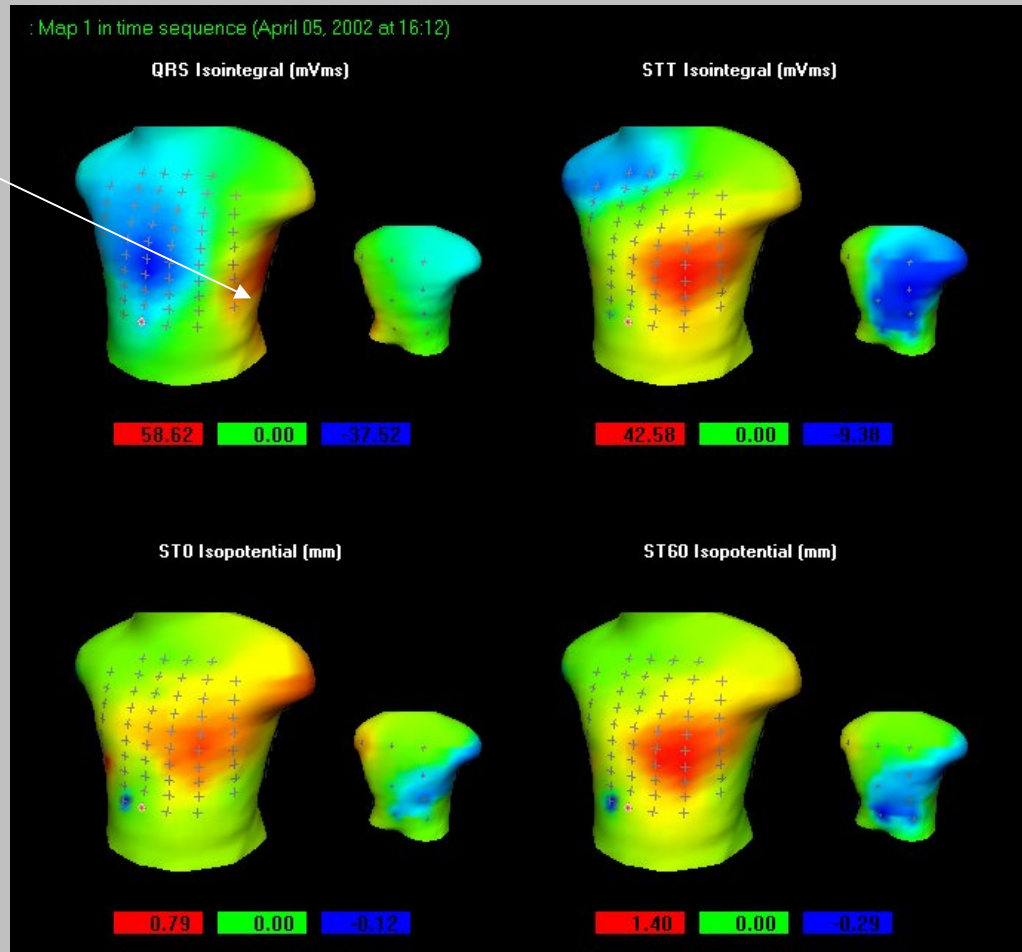 : Map 1 in time sequence (April 05, 2002 at 16:12)
QRS Isointegral (mVms)
STT Isointegral (mVms)
58.62 0.00 -37.52
42.58 0.00 -9.38
ST0 Isopotential (mm)
ST60 Isopotential (mm)
0.79 0.00 -0.12
1.40 0.00 -0.29